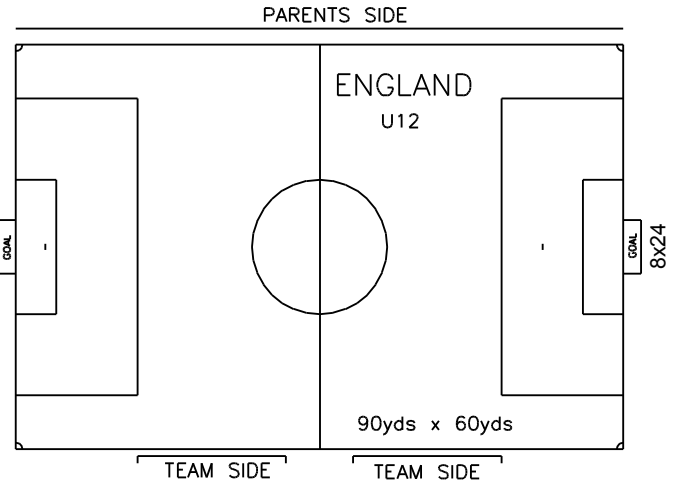 PARENTS SIDE
ENGLAND
U12
GOAL
GOAL
8x24
90yds x 60yds
TEAM SIDE
TEAM SIDE